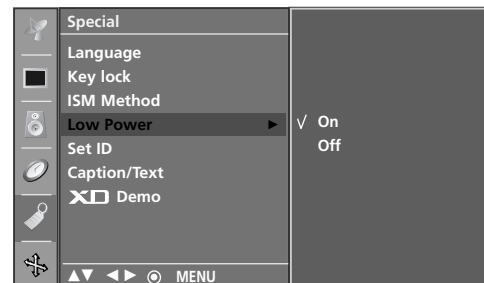 Special
Language
Key lock
ISM Method
Low Power ► √ On
Set ID Off
Caption/Text
XD Demo
▲▼ ◄► ⦿ MENU